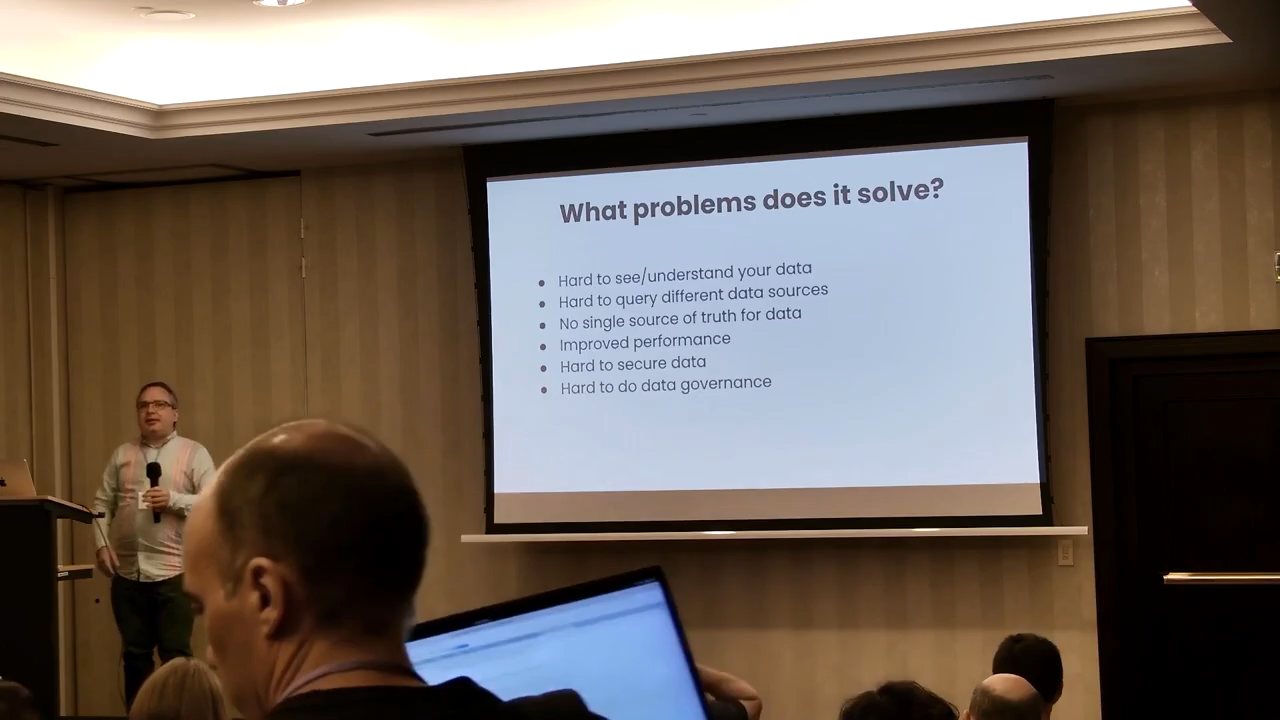 What problems does it solve?
Hard to see/understand your data
Hard to query different data sources
No single source of truth for data
Improved performance
Hard to secure data
Hard to do data governance